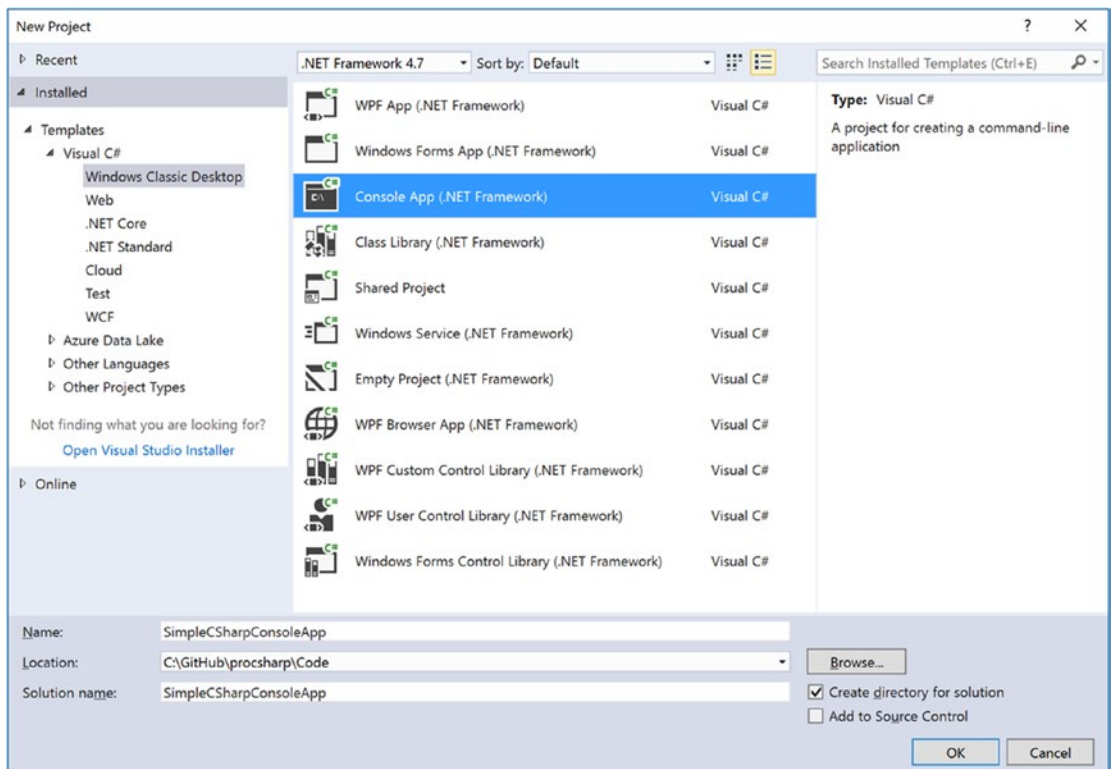 New Project
?
Recent
Installed
Templates
Visual C#
Windows Classic Desktop
Web
.NET Core
.NET Standard
Cloud
Test
WCF
Azure Data Lake
Other Languages
Other Project Types
Not finding what you are looking for?
Open Visual Studio Installer
Online
.NET Framework 4.7 Sort by: Default
WPF App (.NET Framework) Visual C#
Windows Forms App (.NET Framework) Visual C#
Console App (.NET Framework) Visual C#
Class Library (.NET Framework) Visual C#
Shared Project Visual C#
Windows Service (.NET Framework) Visual C#
Empty Project (.NET Framework) Visual C#
WPF Browser App (.NET Framework) Visual C#
WPF Custom Control Library (.NET Framework) Visual C#
WPF User Control Library (.NET Framework) Visual C#
Windows Forms Control Library (.NET Framework) Visual C#
Search Installed Templates (Ctrl+E)
Type: Visual C#
A project for creating a command-line
application
Name: SimpleCSharpConsoleApp
Location: C:\GitHub\procsharp\Code
Solution name: SimpleCSharpConsoleApp
Browse...
Create directory for solution
Add to Source Control
OK Cancel